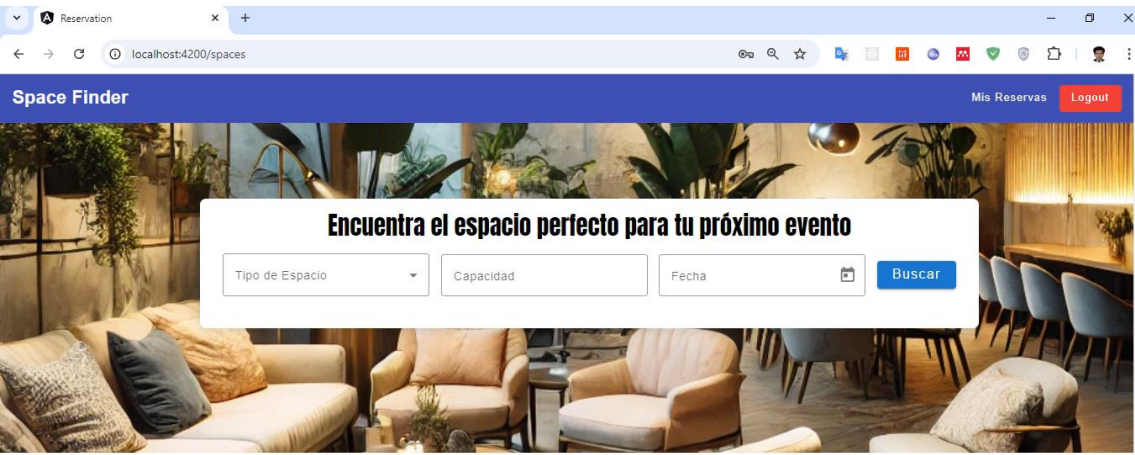 Reservation
localhost:4200/spaces
Space Finder
Mis Reservas
Logout
Encuentra el espacio perfecto para tu próximo evento
Tipo de Espacio
Capacidad
Fecha
Buscar